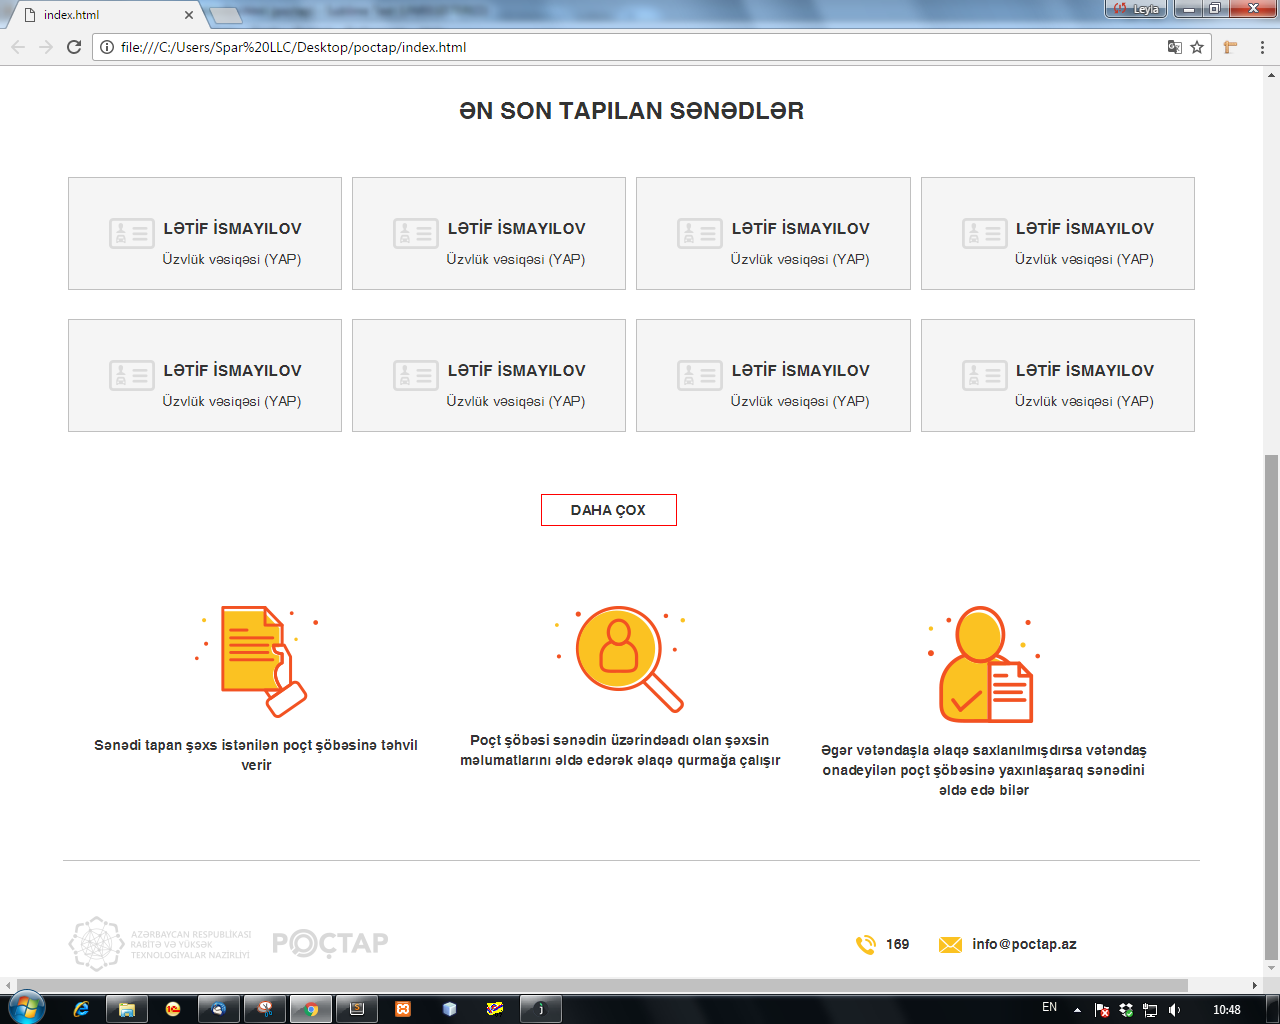 index.html
Leyla
file:///C:/Users/Spar%20LLC/Desktop/poctap/index.html
ƏN SON TAPILAN SƏNƏDLƏR
LƏTİF İSMAYILOV LƏTİF İSMAYILOV LƏTİF İSMAYILOV LƏTİF İSMAYILOV
Üzvlük vəsiqəsi (YAP) Üzvlük vəsiqəsi (YAP) Üzvlük vəsiqəsi (YAP) Üzvlük vəsiqəsi (YAP)
LƏTİF İSMAYILOV LƏTİF İSMAYILOV LƏTİF İSMAYILOV LƏTİF İSMAYILOV
Üzvlük vəsiqəsi (YAP) Üzvlük vəsiqəsi (YAP) Üzvlük vəsiqəsi (YAP) Üzvlük vəsiqəsi (YAP)
DAHA ÇOX
Sənədi tapan şəxs istənilən poçt şöbəsinə təhvil
verir
Poçt şöbəsi sənədin üzərindəadı olan şəxsin
məlumatlarını əldə edərək əlaqə qurmağa çalışır
Əgər vətəndaşla əlaqə saxlanılmışdırsa vətəndaş
onadeyilən poçt şöbəsinə yaxınlaşaraq sənədini
əldə edə bilər
AZƏRBAYCAN RESPUBLİKASI
RABİTƏ VƏ YÜKSƏK
TEXNOLOGİYALAR NAZİRLİYİ
POÇTAP
169
info@poctap.az
EN
10:48